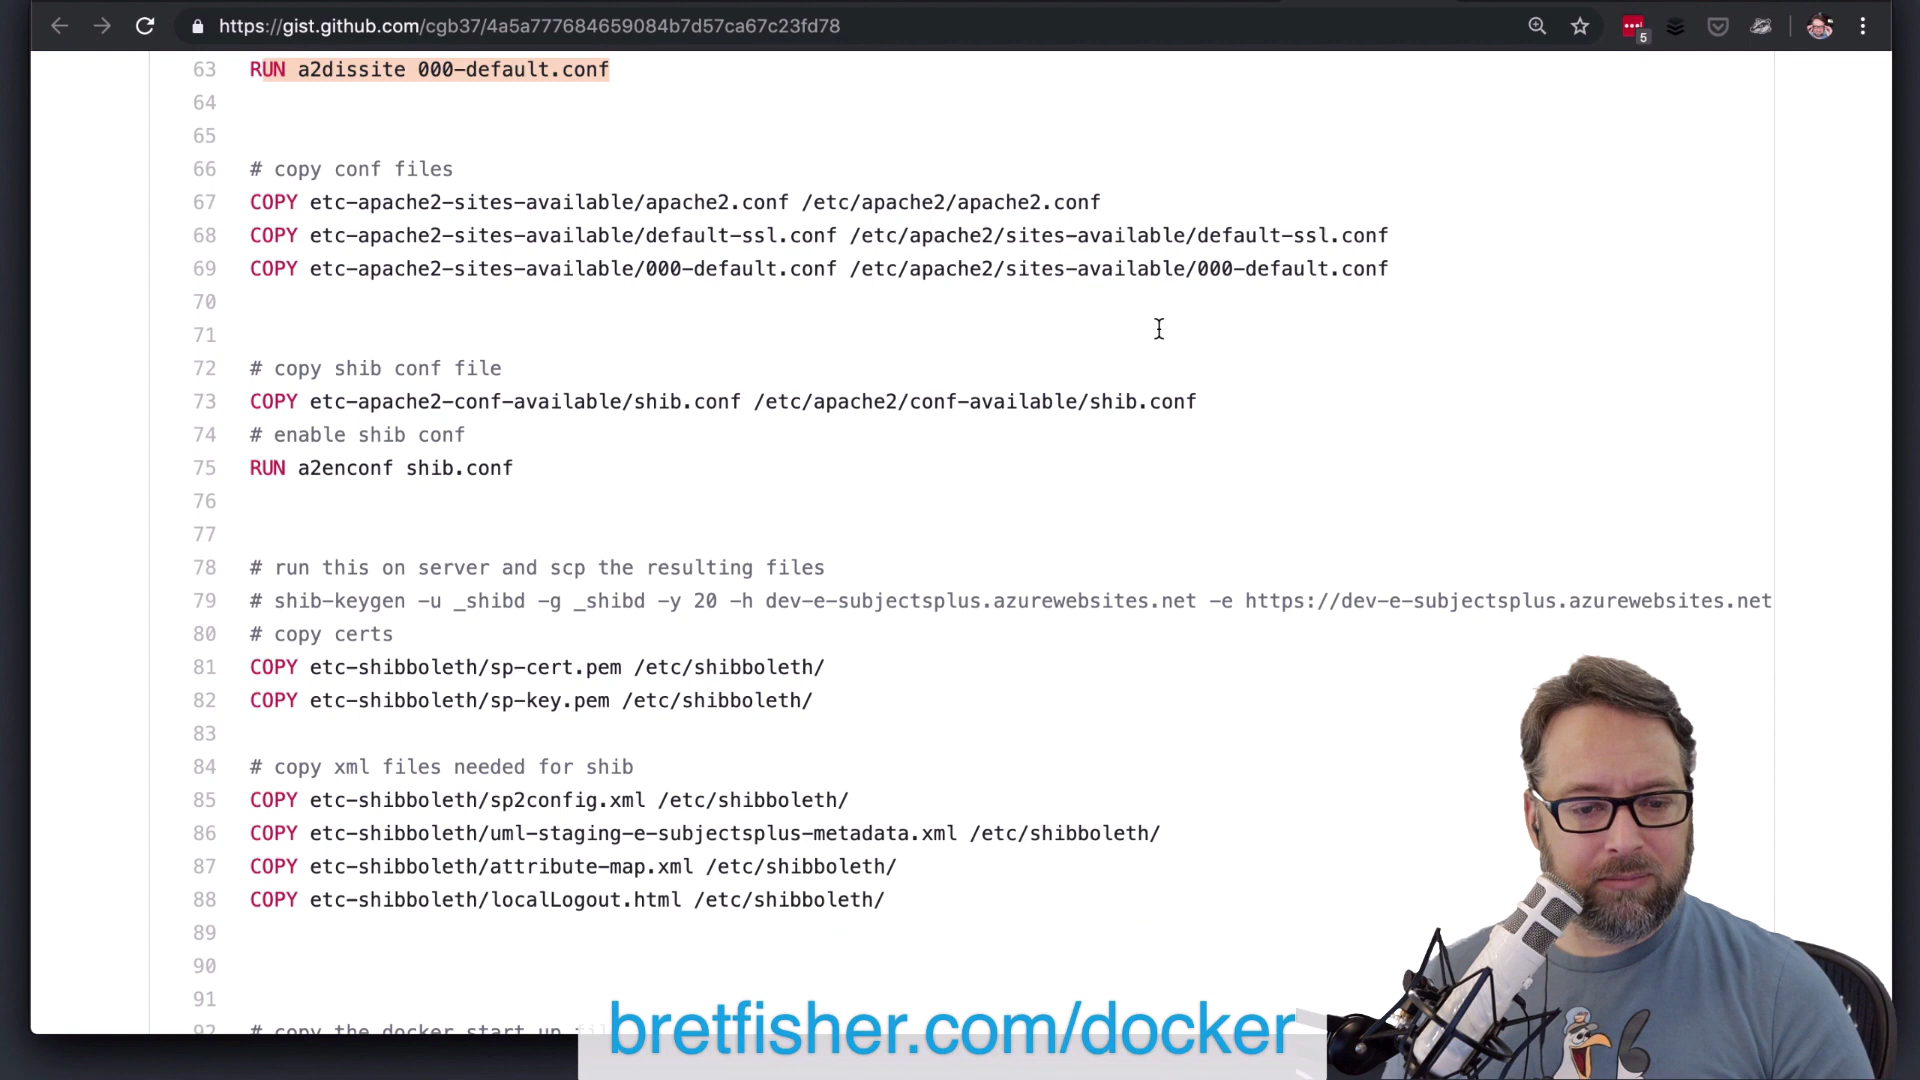 https://gist.github.com/cgb37/4a5a777684659084b7d57ca67c23fd78
5
63 RUN a2dissite 000-default.conf
64
65
66 # copy conf files
67 COPY etc-apache2-sites-available/apache2.conf /etc/apache2/apache2.conf
68 COPY etc-apache2-sites-available/default-ssl.conf /etc/apache2/sites-available/default-ssl.conf
69 COPY etc-apache2-sites-available/000-default.conf /etc/apache2/sites-available/000-default.conf
70
71
72 # copy shib conf file
73 COPY etc-apache2-conf-available/shib.conf /etc/apache2/conf-available/shib.conf
74 # enable shib conf
75 RUN a2enconf shib.conf
76
77
78 # run this on server and scp the resulting files
79 # shib-keygen -u _shibd -g _shibd -y 20 -h dev-e-subjectsplus.azurewebsites.net -e https://dev-e-subjectsplus.azurewebsites.net
80 # copy certs
81 COPY etc-shibboleth/sp-cert.pem /etc/shibboleth/
82 COPY etc-shibboleth/sp-key.pem /etc/shibboleth/
83
84 # copy xml files needed for shib
85 COPY etc-shibboleth/sp2config.xml /etc/shibboleth/
86 COPY etc-shibboleth/uml-staging-e-subjectsplus-metadata.xml /etc/shibboleth/
87 COPY etc-shibboleth/attribute-map.xml /etc/shibboleth/
88 COPY etc-shibboleth/localLogout.html /etc/shibboleth/
89
90
91
92 # copy the docker start up
bretfisher.com/docker